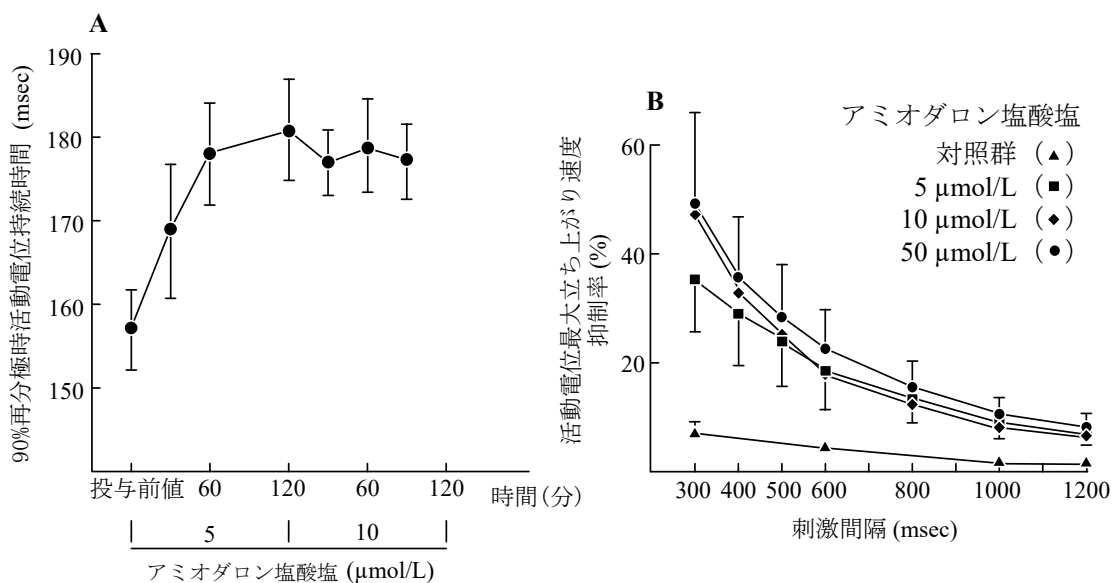 A
90%再分極時活動電位持続時間 (msec)
190
180
170
160
150
投与前値 60 120 60 120 時間(分)
5 10
アミオダロン塩酸塩 (µmol/L)
B
アミオダロン塩酸塩
対照群 (▲)
5 µmol/L (■)
10 µmol/L (◆)
50 µmol/L (●)
活動電位最大立ち上がり速度
抑制率 (%)
60
40
20
300 400 500 600 800 1000 1200
刺激間隔 (msec)